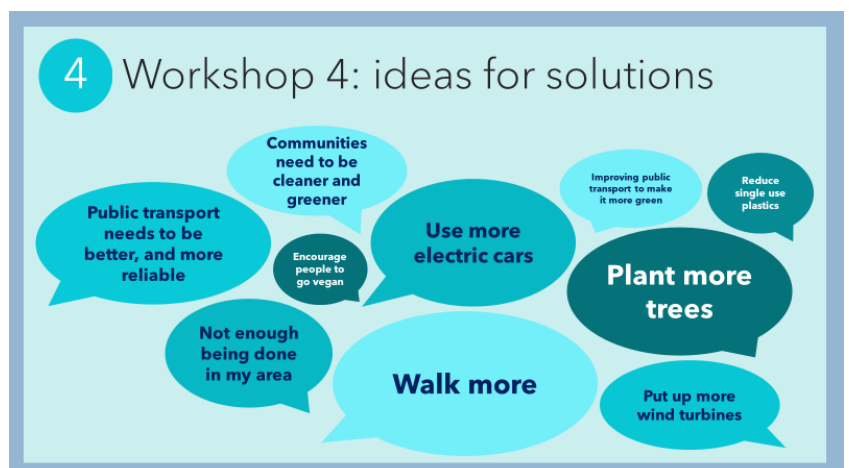 4 Workshop 4: ideas for solutions
Communities
need to be
cleaner and
greener
Improving public
transport to make
it more green
Reduce
single use
plastics
Public transport
needs to be
better, and more
reliable
Use more
electric cars
Encourage
people to
go vegan
Plant more
trees
Not enough
being done
in my area
Walk more
Put up more
wind turbines